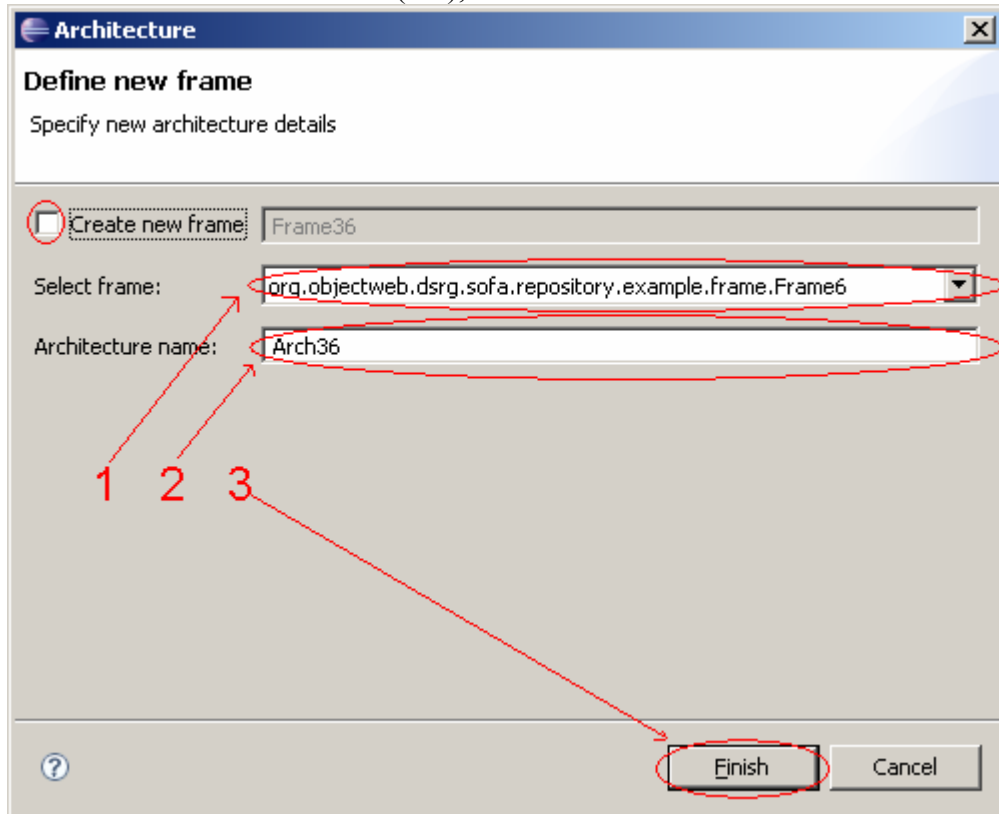 Architecture
Define new frame
Specify new architecture details
Create new frame Frame36
Select frame: org.objectweb.dsrg.sofa.repository.example.frame.Frame6
Architecture name: Arch36
1 2 3
Finish Cancel